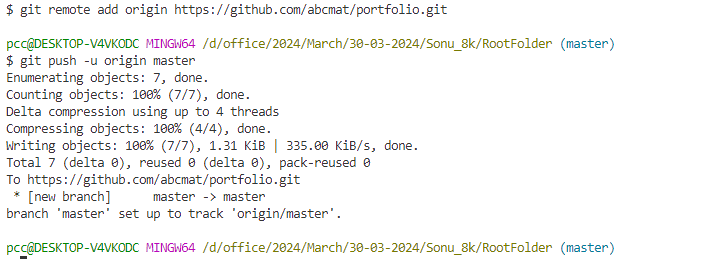 $ git remote add origin https://github.com/abcmat/portfolio.git
pcc@DESKTOP-V4VKODC MINGW64 /d/office/2024/March/30-03-2024/Sonu_8k/RootFolder (master)
$ git push -u origin master
Enumerating objects: 7, done.
Counting objects: 100% (7/7), done.
Delta compression using up to 4 threads
Compressing objects: 100% (4/4), done.
Writing objects: 100% (7/7), 1.31 KiB | 335.00 KiB/s, done.
Total 7 (delta 0), reused 0 (delta 0), pack-reused 0
To https://github.com/abcmat/portfolio.git
 * [new branch]      master -> master
branch 'master' set up to track 'origin/master'.
pcc@DESKTOP-V4VKODC MINGW64 /d/office/2024/March/30-03-2024/Sonu_8k/RootFolder (master)